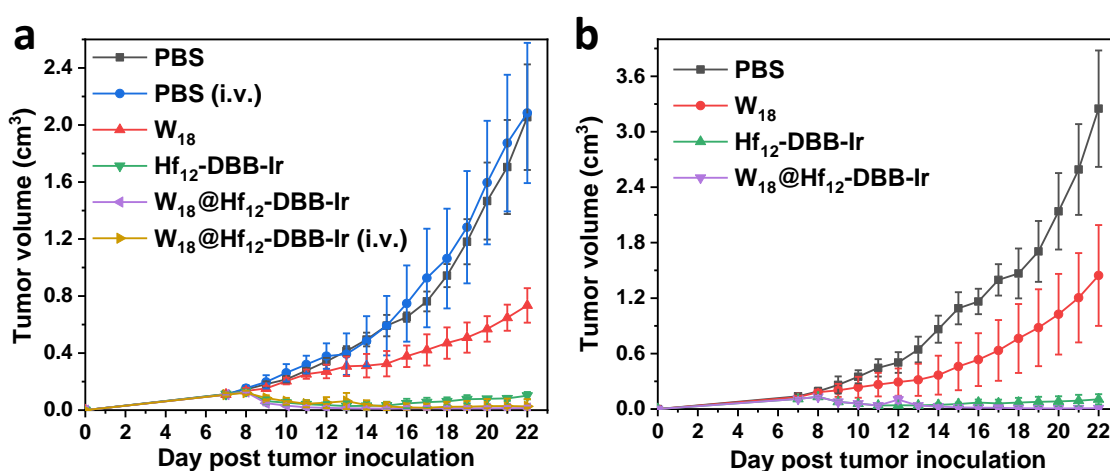 a
PBS
PBS (i.v.)
W₁₈
Hf₁₂-DBB-Ir
W₁₈@Hf₁₂-DBB-Ir
W₁₈@Hf₁₂-DBB-Ir (i.v.)
Tumor volume (cm³)
2.4
2.0
1.6
1.2
0.8
0.4
0.0
0 2 4 6 8 10 12 14 16 18 20 22
Day post tumor inoculation
b
PBS
W₁₈
Hf₁₂-DBB-Ir
W₁₈@Hf₁₂-DBB-Ir
Tumor volume (cm³)
3.6
3.0
2.4
1.8
1.2
0.6
0.0
0 2 4 6 8 10 12 14 16 18 20 22
Day post tumor inoculation